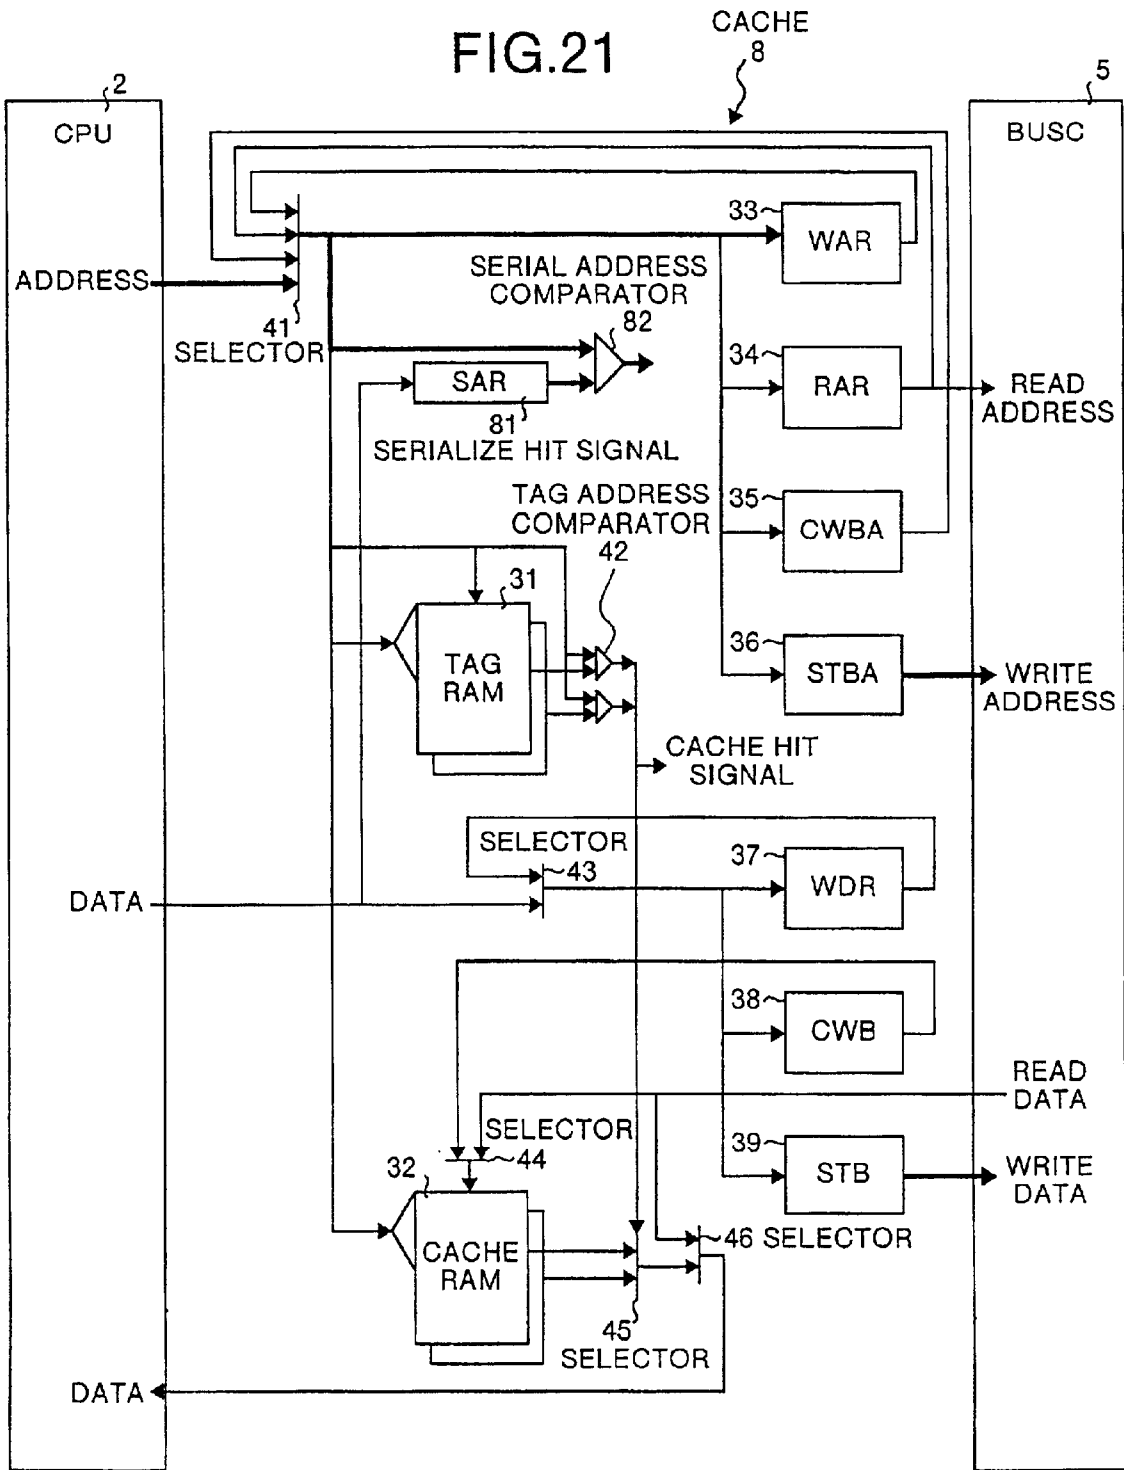 FIG.21
CACHE
8
2
CPU
5
BUSC
33
WAR
ADDRESS
41
SELECTOR
SERIAL ADDRESS
COMPARATOR
82
SAR
81
SERIALIZE HIT SIGNAL
34
RAR
READ
ADDRESS
TAG ADDRESS
COMPARATOR
42
35
CWBA
31
TAG
RAM
36
STBA
WRITE
ADDRESS
CACHE HIT
SIGNAL
SELECTOR
43
37
WDR
DATA
38
CWB
READ
DATA
SELECTOR
44
39
STB
WRITE
DATA
32
CACHE
RAM
46 SELECTOR
45
SELECTOR
DATA